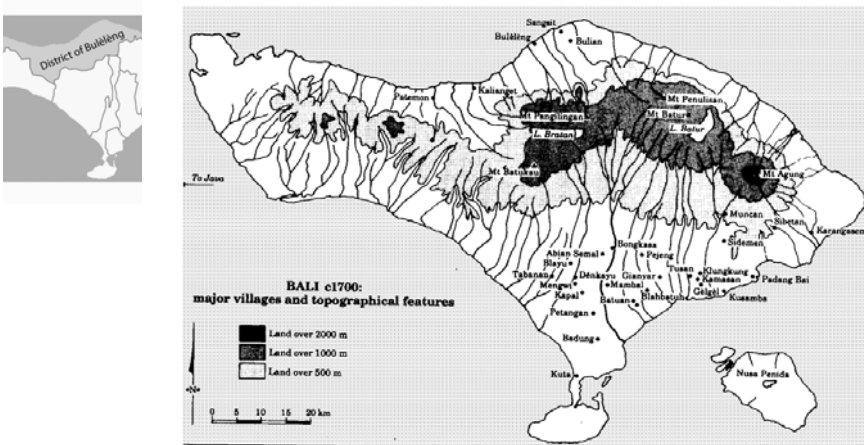 District of Bulèlèng
Sangsit
Bulèlèng
Bulian
Kalianget
Patemon
Mt Penulisan
Mt Pangilingan
Mt Batur
L. Bratan
L. Batur
To Java
Mt Batukau
Mt Agung
Muncan
Sibetan
Karangasem
Sidemen
Bongkasa
Abian Semal
Pejeng
Blayu
Tabanan
Dènkayu
Gianyar
Tusan
Klungkung
Kamasan
Padang Bai
Mengwi
Mambal
Gèlgèl
Kapal
Blahbatuh
Kusamba
Batuan
Petangan
Badung
Kuta
Nusa Penida
BALI c1700:
major villages and topographical features
Land over 2000 m
Land over 1000 m
Land over 500 m
N
0 5 10 15 20 km